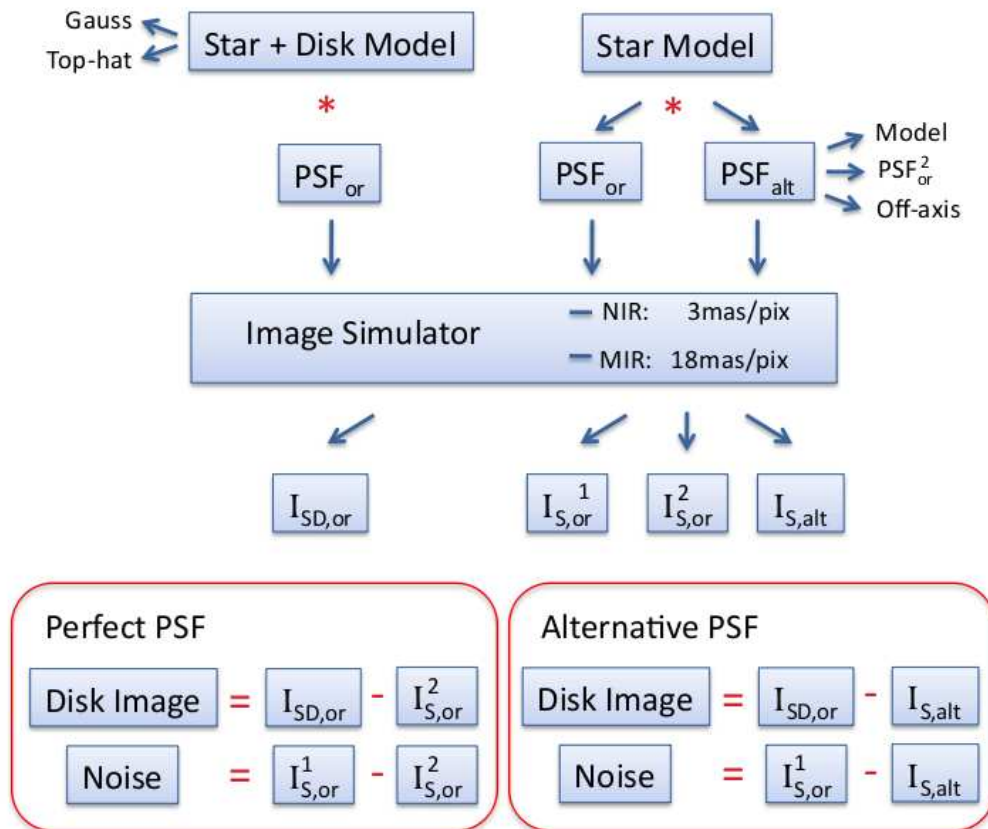 Gauss
Top-hat
Star + Disk Model
Star Model
*
*
PSF_or
PSF_or
PSF_alt
Model
PSF_or^2
Off-axis
Image Simulator
– NIR: 3mas/pix
– MIR: 18mas/pix
I_SD,or
I_S,or^1
I_S,or^2
I_S,alt
Perfect PSF
Disk Image = I_SD,or - I_S,or^2
Noise = I_S,or^1 - I_S,or^2
Alternative PSF
Disk Image = I_SD,or - I_S,alt
Noise = I_S,or^1 - I_S,alt